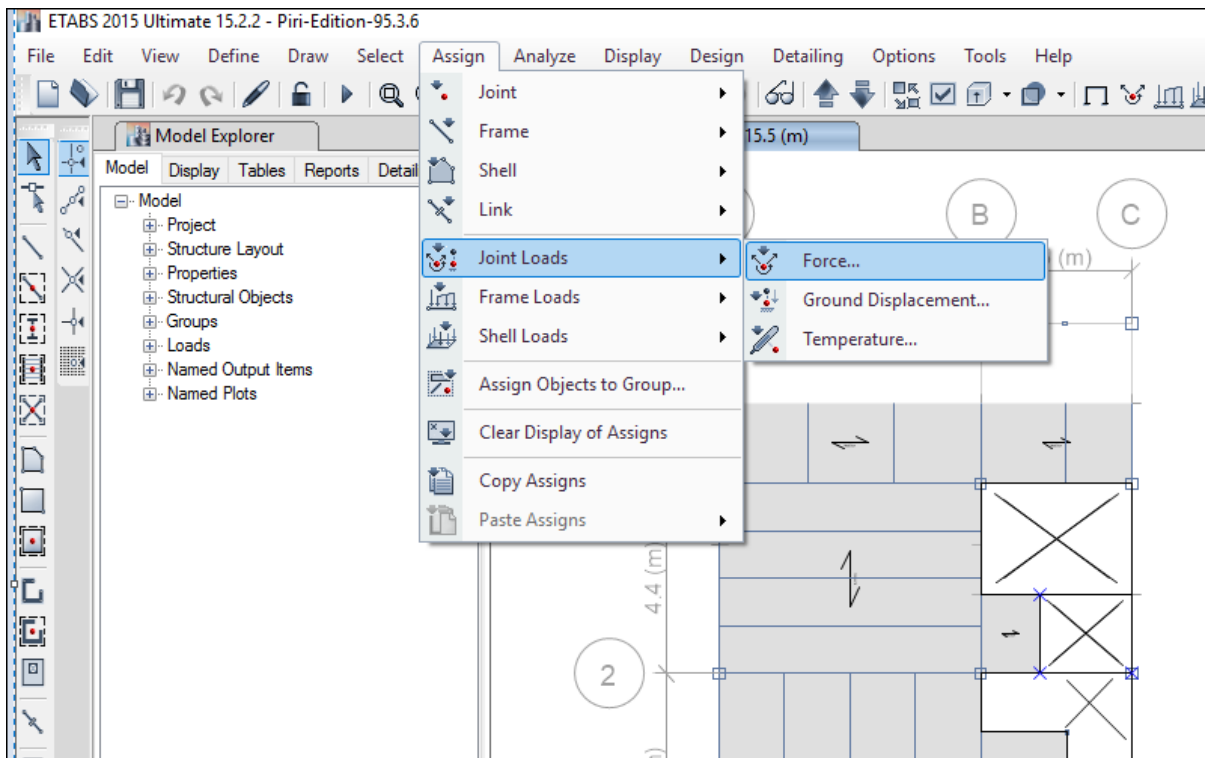 ETABS 2015 Ultimate 15.2.2 - Piri-Edition-95.3.6
File Edit View Define Draw Select Assign Analyze Display Design Detailing Options Tools Help
Model Explorer
15.5 (m)
Model Display Tables Reports Detail
Model
Project
Structure Layout
Properties
Structural Objects
Groups
Loads
Named Output Items
Named Plots
Joint
Frame
Shell
Link
Joint Loads
Frame Loads
Shell Loads
Assign Objects to Group...
Clear Display of Assigns
Copy Assigns
Paste Assigns
Force...
Ground Displacement...
Temperature...
B C
(m)
4.4 (m)
2